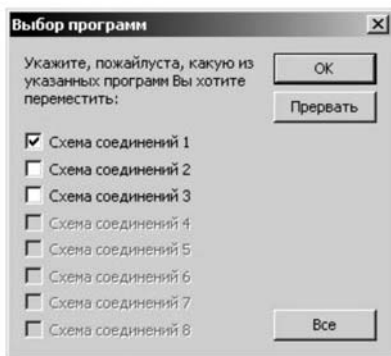 Выбор программ
Укажите, пожайлуста, какую из
указанных программ Вы хотите
переместить:
OK
Прервать
Схема соединений 1
Схема соединений 2
Схема соединений 3
Схема соединений 4
Схема соединений 5
Схема соединений 6
Схема соединений 7
Схема соединений 8
Все